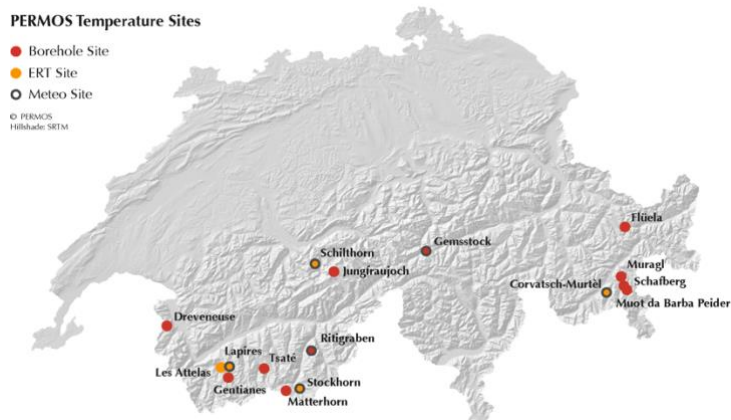 PERMOS Temperature Sites
Borehole Site
ERT Site
Meteo Site
© PERMOS
Hillshade: SRTM
Flüela
Gemsstock
Schilthorn
Muragl
Jungfraujoch
Schafberg
Corvatsch-Murtèl
Muot da Barba Peider
Dreveneuse
Ritigraben
Lapires
Tsaté
Les Attelas
Stockhorn
Gentianes
Matterhorn